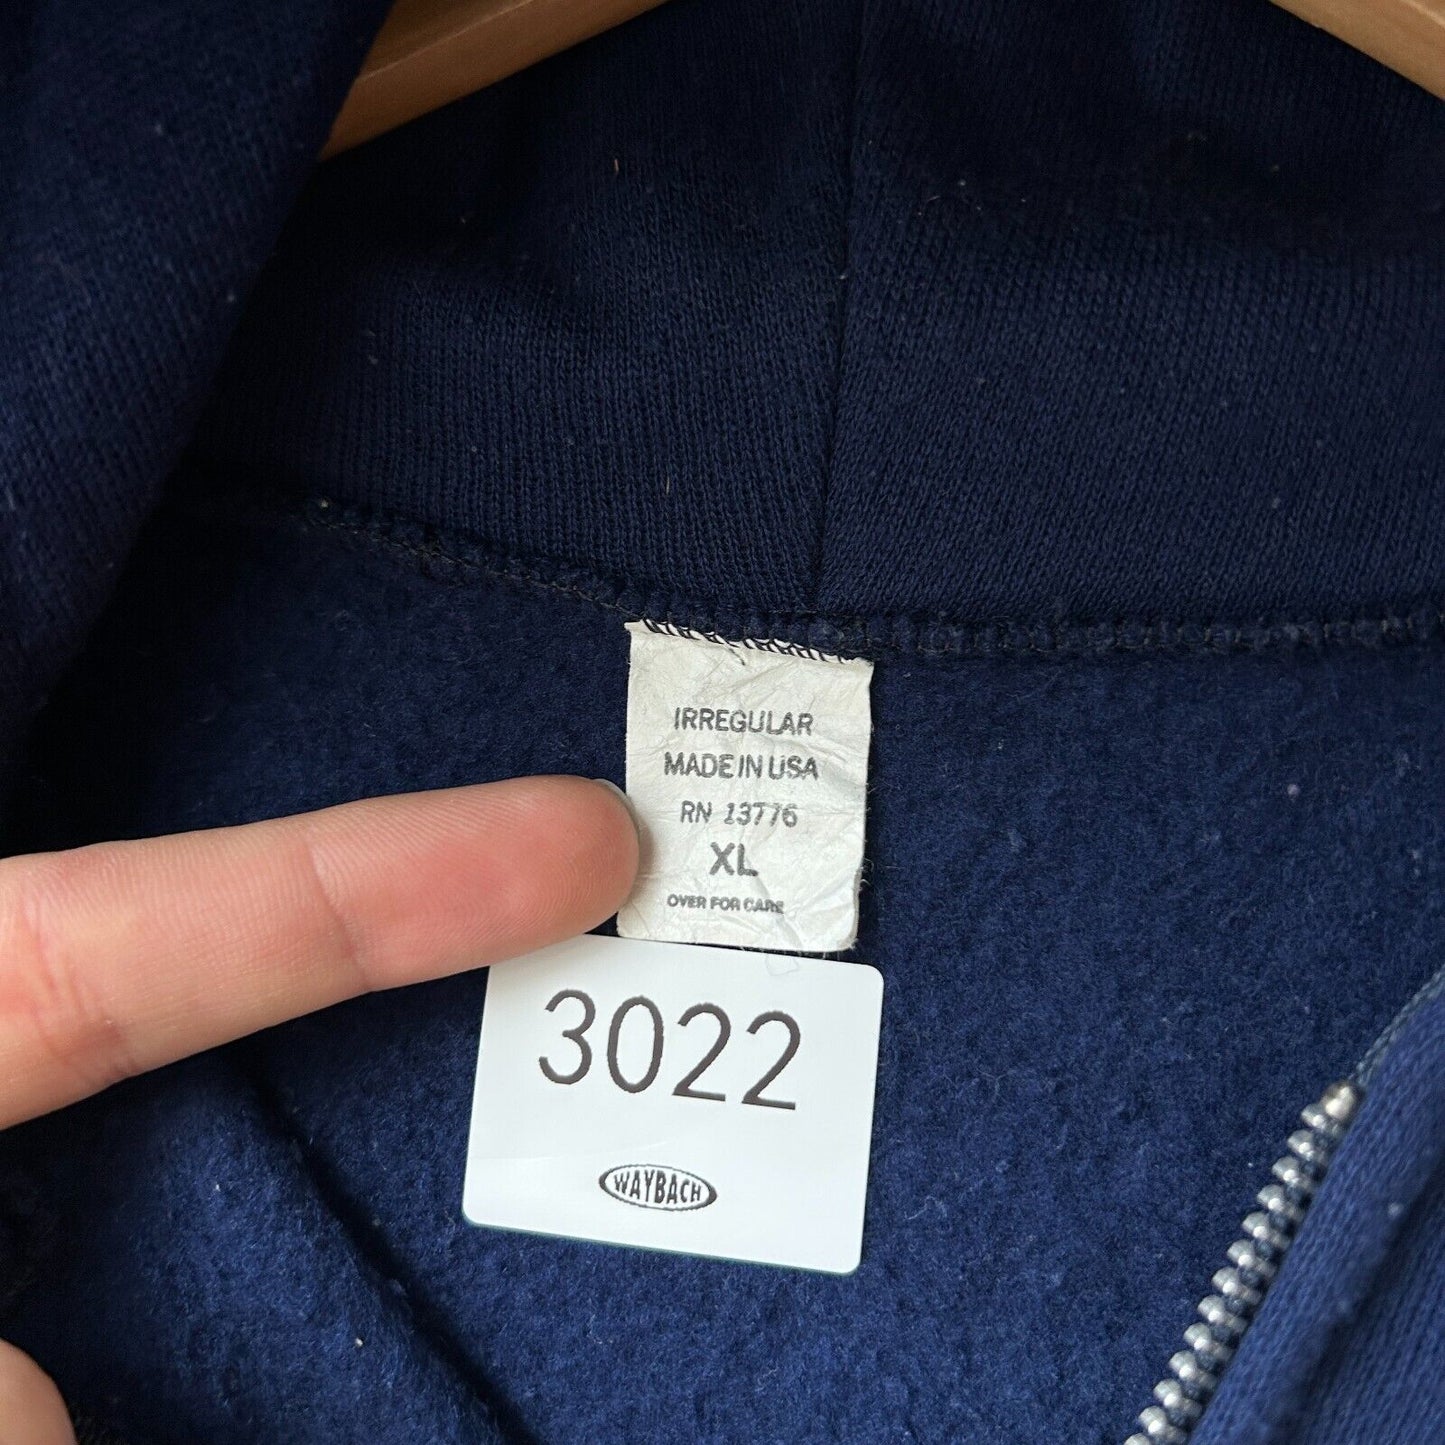 IRREGULAR
MADE IN USA
RN 13776
XL
OVER FOR CARE
3022
WAYBACH